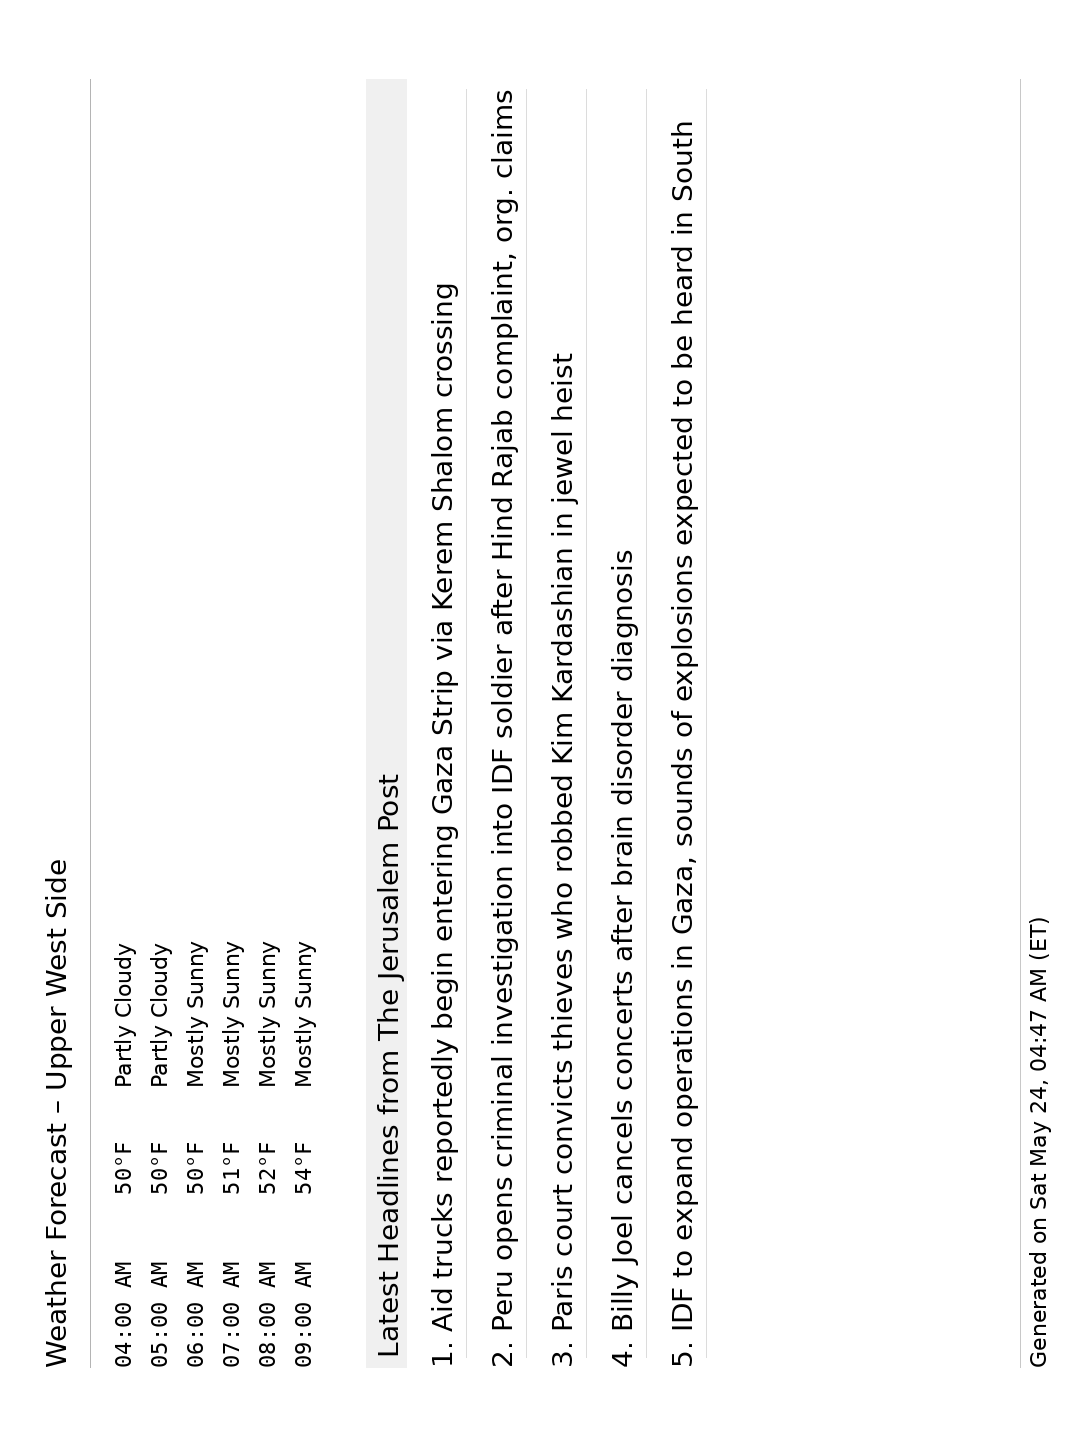 Weather Forecast – Upper West Side
04:00 AM 50°F Partly Cloudy
05:00 AM 50°F Partly Cloudy
06:00 AM 50°F Mostly Sunny
07:00 AM 51°F Mostly Sunny
08:00 AM 52°F Mostly Sunny
09:00 AM 54°F Mostly Sunny
Latest Headlines from The Jerusalem Post
1. Aid trucks reportedly begin entering Gaza Strip via Kerem Shalom crossing
2. Peru opens criminal investigation into IDF soldier after Hind Rajab complaint, org. claims
3. Paris court convicts thieves who robbed Kim Kardashian in jewel heist
4. Billy Joel cancels concerts after brain disorder diagnosis
5. IDF to expand operations in Gaza, sounds of explosions expected to be heard in South
Generated on Sat May 24, 04:47 AM (ET)